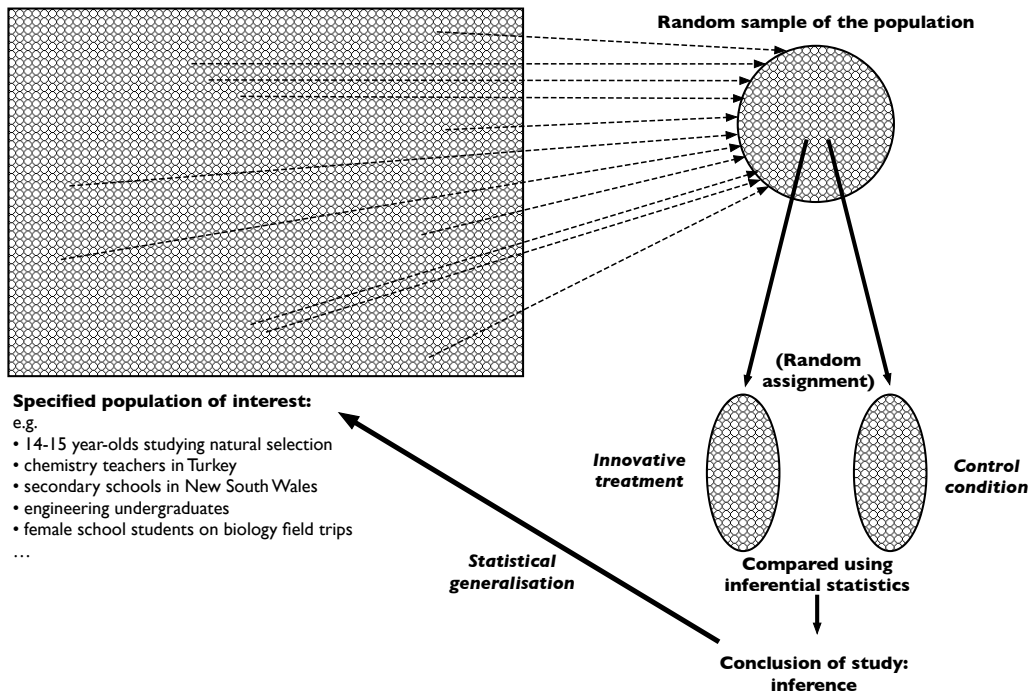 Random sample of the population
(Random
assignment)
Specified population of interest:
e.g.
• 14-15 year-olds studying natural selection
• chemistry teachers in Turkey
• secondary schools in New South Wales
• engineering undergraduates
• female school students on biology field trips
…
Innovative
treatment
Control
condition
Statistical
generalisation
Compared using
inferential statistics
Conclusion of study:
inference